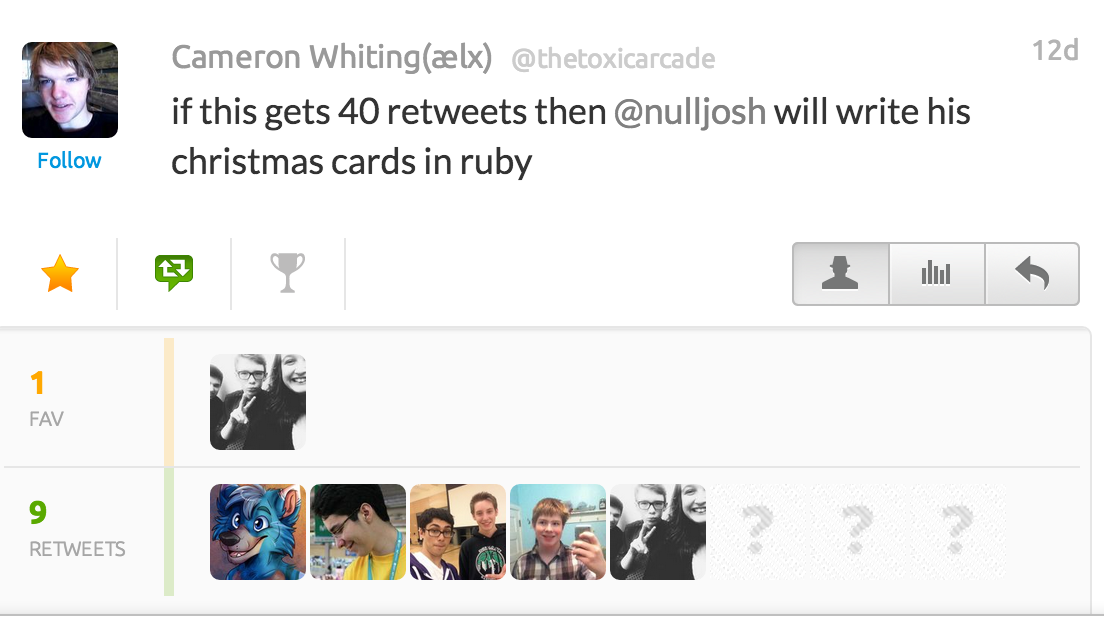 Cameron Whiting(ælx) @thetoxicarcade 12d
if this gets 40 retweets then @nulljosh will write his
christmas cards in ruby
Follow
1
FAV
9
RETWEETS
? ? ?